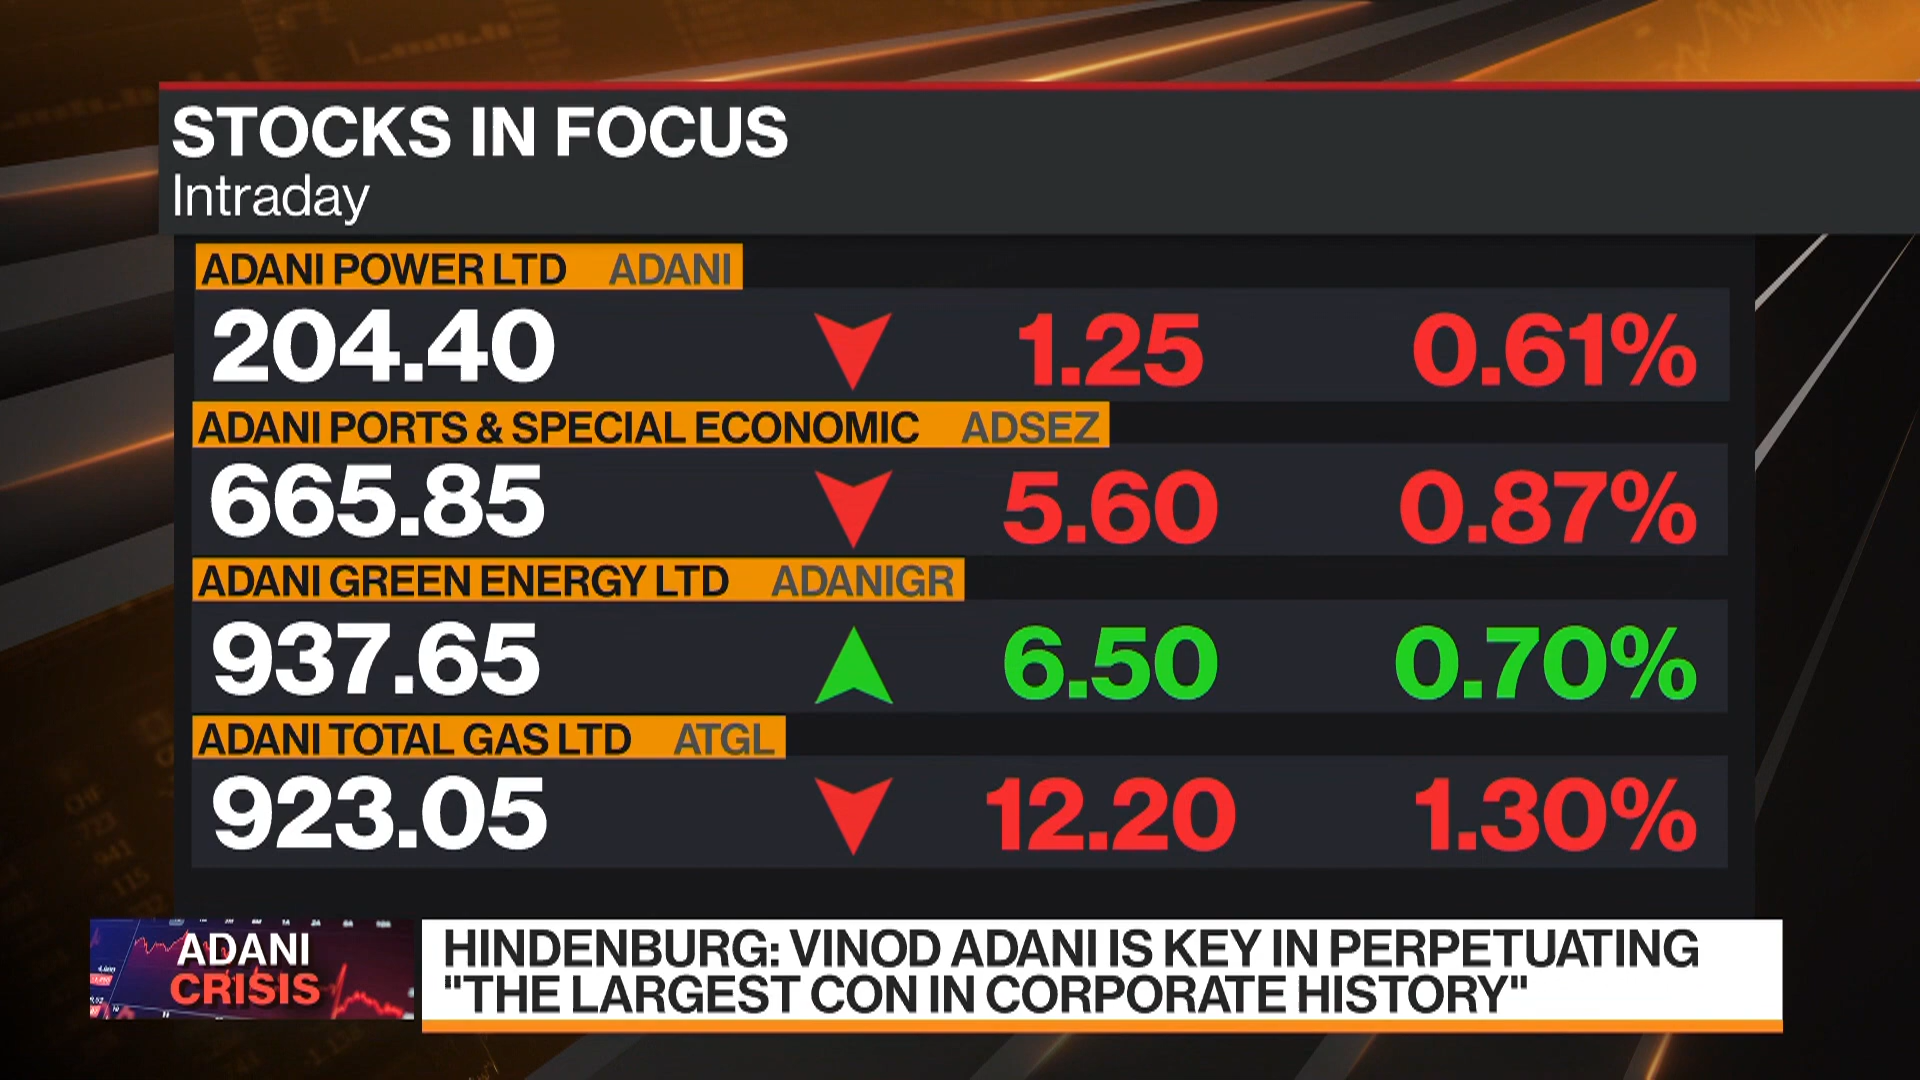 STOCKS IN FOCUS
Intraday
ADANI POWER LTD ADANI
204.40 1.25 0.61%
ADANI PORTS & SPECIAL ECONOMIC ADSEZ
665.85 5.60 0.87%
ADANI GREEN ENERGY LTD ADANIGR
937.65 6.50 0.70%
ADANI TOTAL GAS LTD ATGL
923.05 12.20 1.30%
ADANI
CRISIS
HINDENBURG: VINOD ADANI IS KEY IN PERPETUATING
"THE LARGEST CON IN CORPORATE HISTORY"